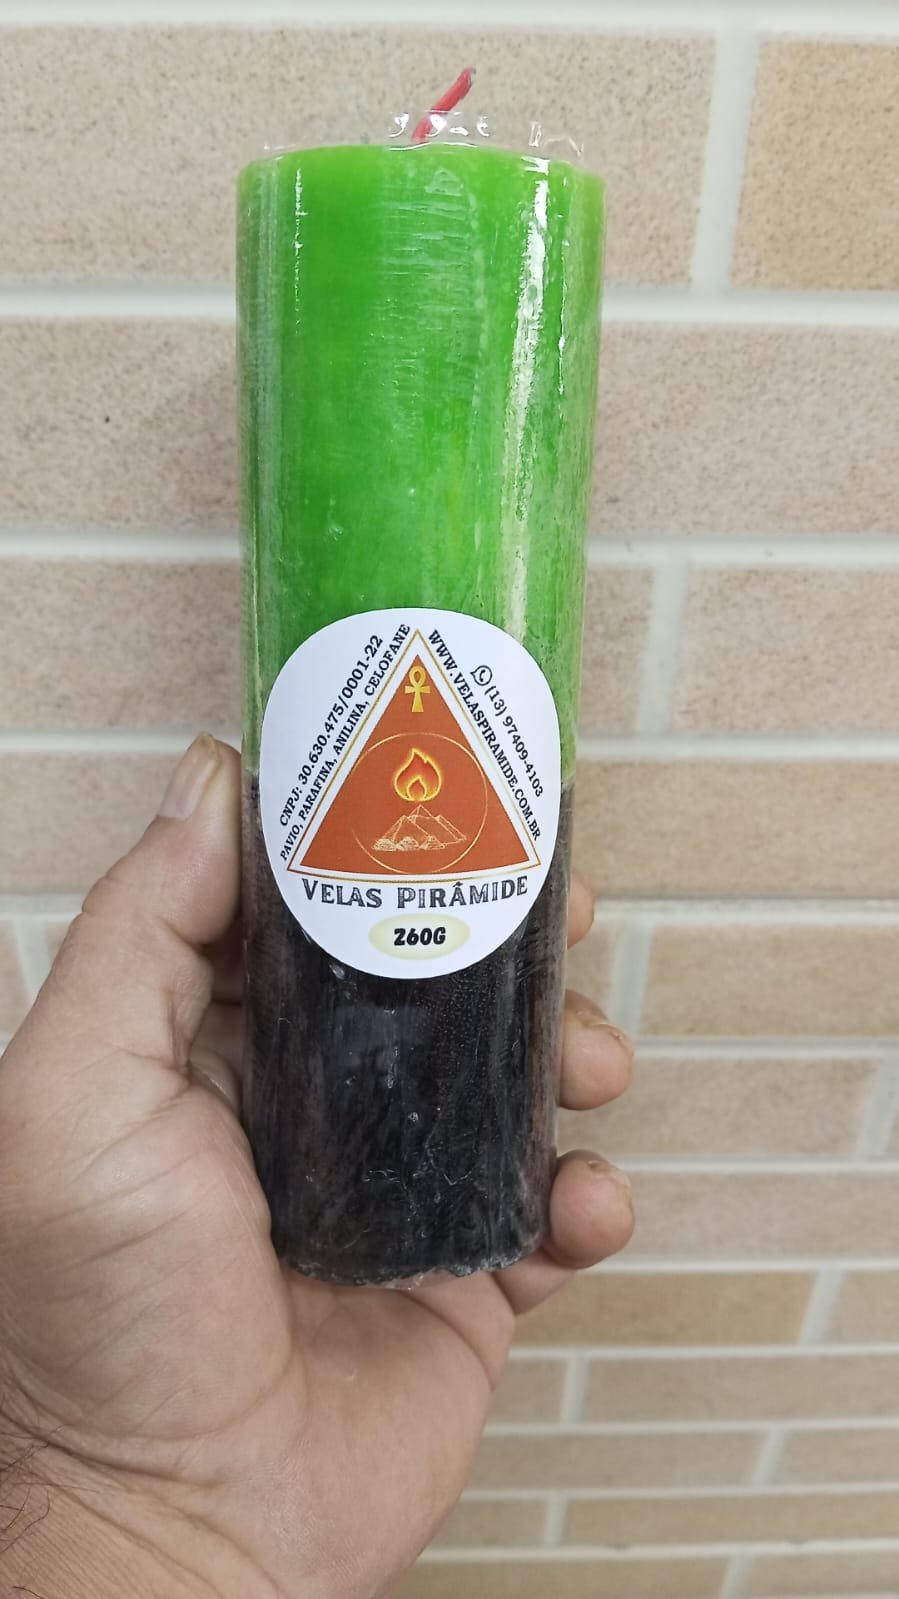 CNPJ: 30.630.475/0001-22
PAVIO, PARAFINA, ANILINA, CELOFANE
(13) 97409-4103
WWW.VELASPIRAMIDE.COM.BR
VELAS PIRÂMIDE
260G